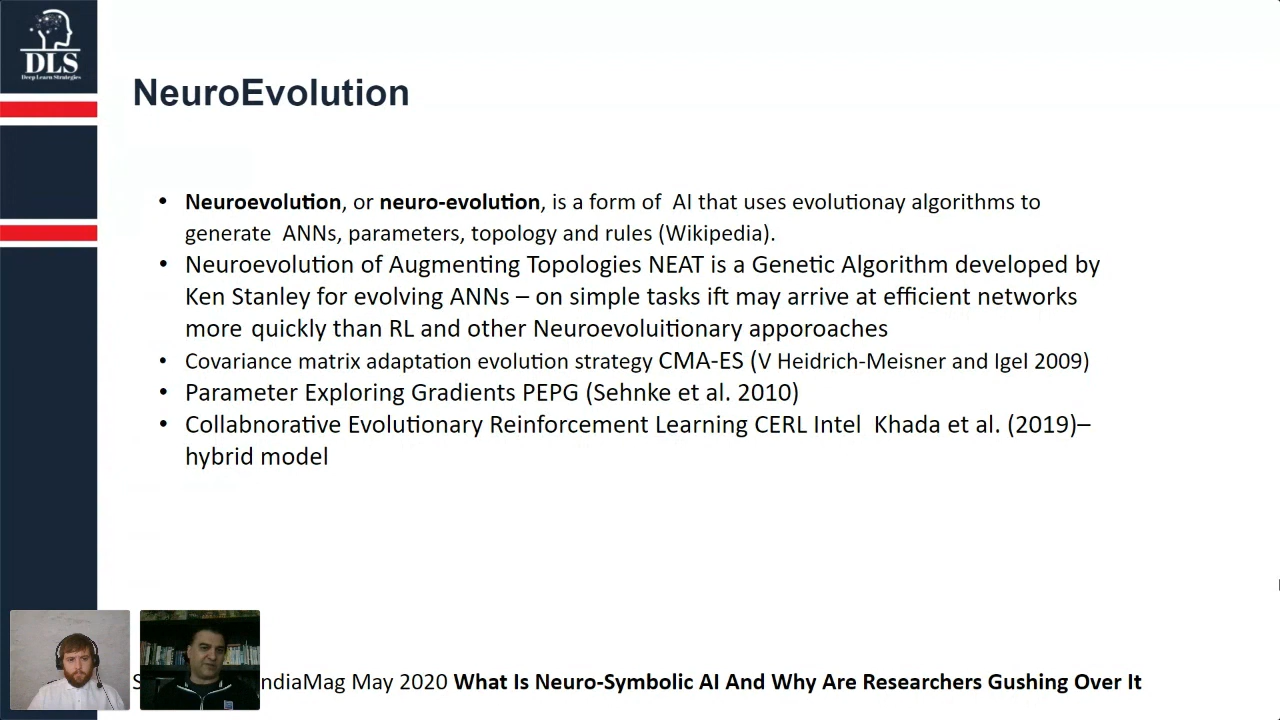 DLS
Deep Learn Strategies
NeuroEvolution
• Neuroevolution, or neuro-evolution, is a form of AI that uses evolutionay algorithms to
generate ANNs, parameters, topology and rules (Wikipedia).
• Neuroevolution of Augmenting Topologies NEAT is a Genetic Algorithm developed by
Ken Stanley for evolving ANNs – on simple tasks ift may arrive at efficient networks
more quickly than RL and other Neuroevoluitionary apporoaches
• Covariance matrix adaptation evolution strategy CMA-ES (V Heidrich-Meisner and Igel 2009)
• Parameter Exploring Gradients PEPG (Sehnke et al. 2010)
• Collabnorative Evolutionary Reinforcement Learning CERL Intel Khada et al. (2019)–
hybrid model
ndiaMag May 2020 What Is Neuro-Symbolic AI And Why Are Researchers Gushing Over It